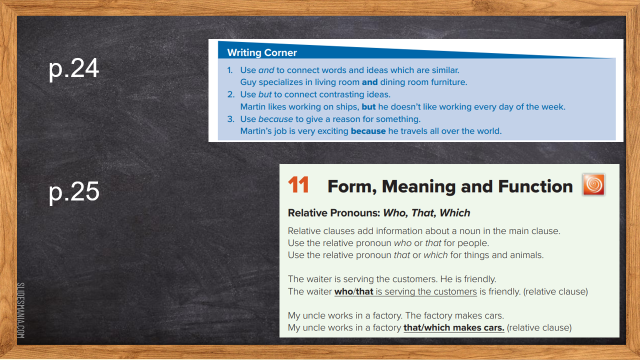 p.24
Writing Corner
1. Use and to connect words and ideas which are similar.
Guy specializes in living room and dining room furniture.
2. Use but to connect contrasting ideas.
Martin likes working on ships, but he doesn't like working every day of the week.
3. Use because to give a reason for something.
Martin's job is very exciting because he travels all over the world.
p.25
11 Form, Meaning and Function
Relative Pronouns: Who, That, Which
Relative clauses add information about a noun in the main clause.
Use the relative pronoun who or that for people.
Use the relative pronoun that or which for things and animals.
The waiter is serving the customers. He is friendly.
The waiter who/that is serving the customers is friendly. (relative clause)
My uncle works in a factory. The factory makes cars.
My uncle works in a factory that/which makes cars. (relative clause)
SLIDESMANIA.COM